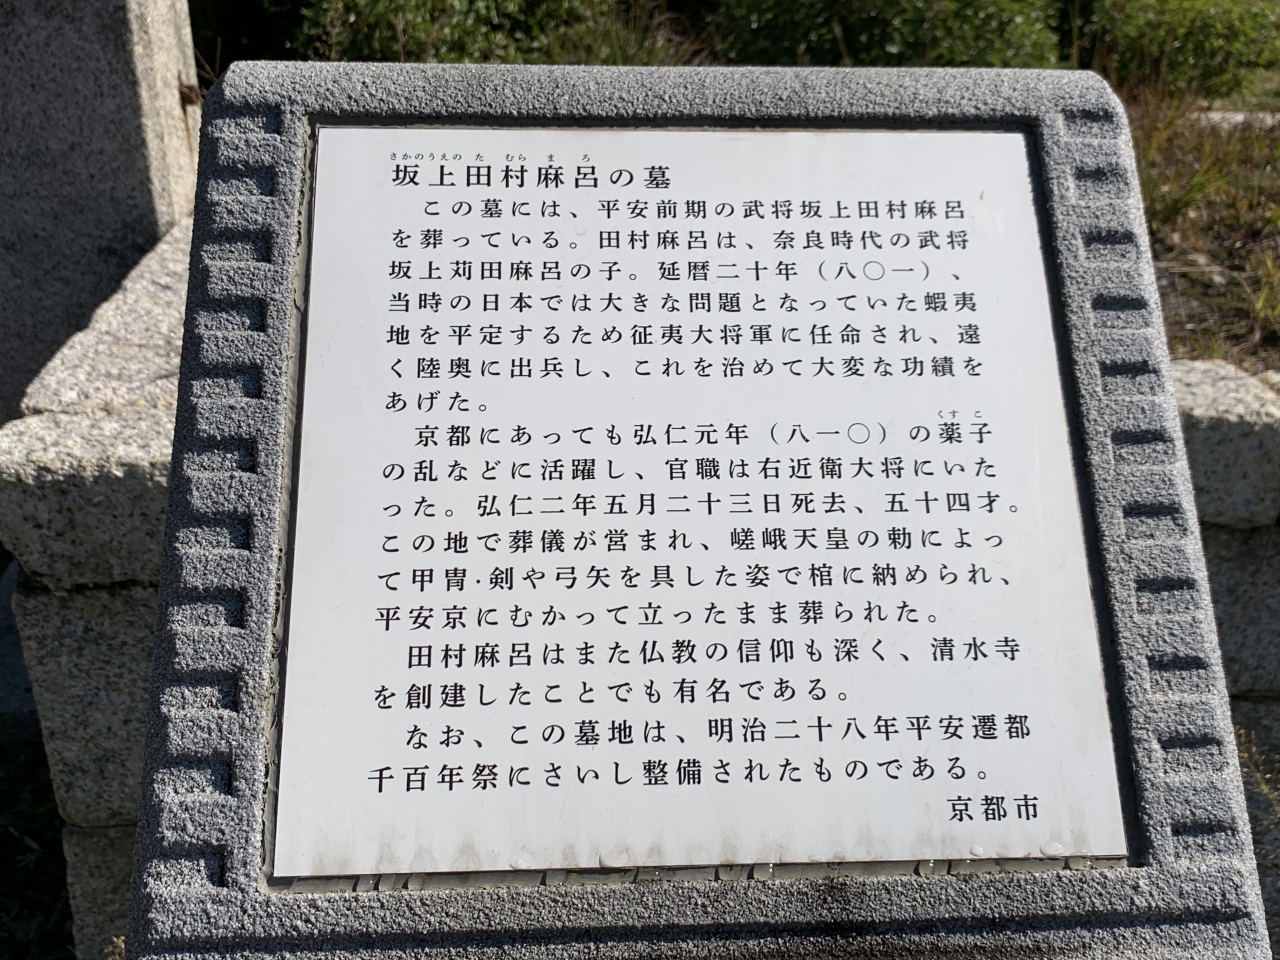 さかのうえの た むら ま ろ
坂上田村麻呂の墓
この墓には、平安前期の武将坂上田村麻呂
を葬っている。田村麻呂は、奈良時代の武将
坂上苅田麻呂の子。延暦二十年（八〇一）、
当時の日本では大きな問題となっていた蝦夷
地を平定するため征夷大将軍に任命され、遠
く陸奥に出兵し、これを治めて大変な功績を
あげた。
くす こ
京都にあっても弘仁元年（八一〇）の薬子
の乱などに活躍し、官職は右近衛大将にいた
った。弘仁二年五月二十三日死去、五十四才。
この地で葬儀が営まれ、嵯峨天皇の勅によっ
て甲冑・剣や弓矢を具した姿で棺に納められ、
平安京にむかって立ったまま葬られた。
田村麻呂はまた仏教の信仰も深く、清水寺
を創建したことでも有名である。
なお、この墓地は、明治二十八年平安遷都
千百年祭にさいし整備されたものである。
京都市